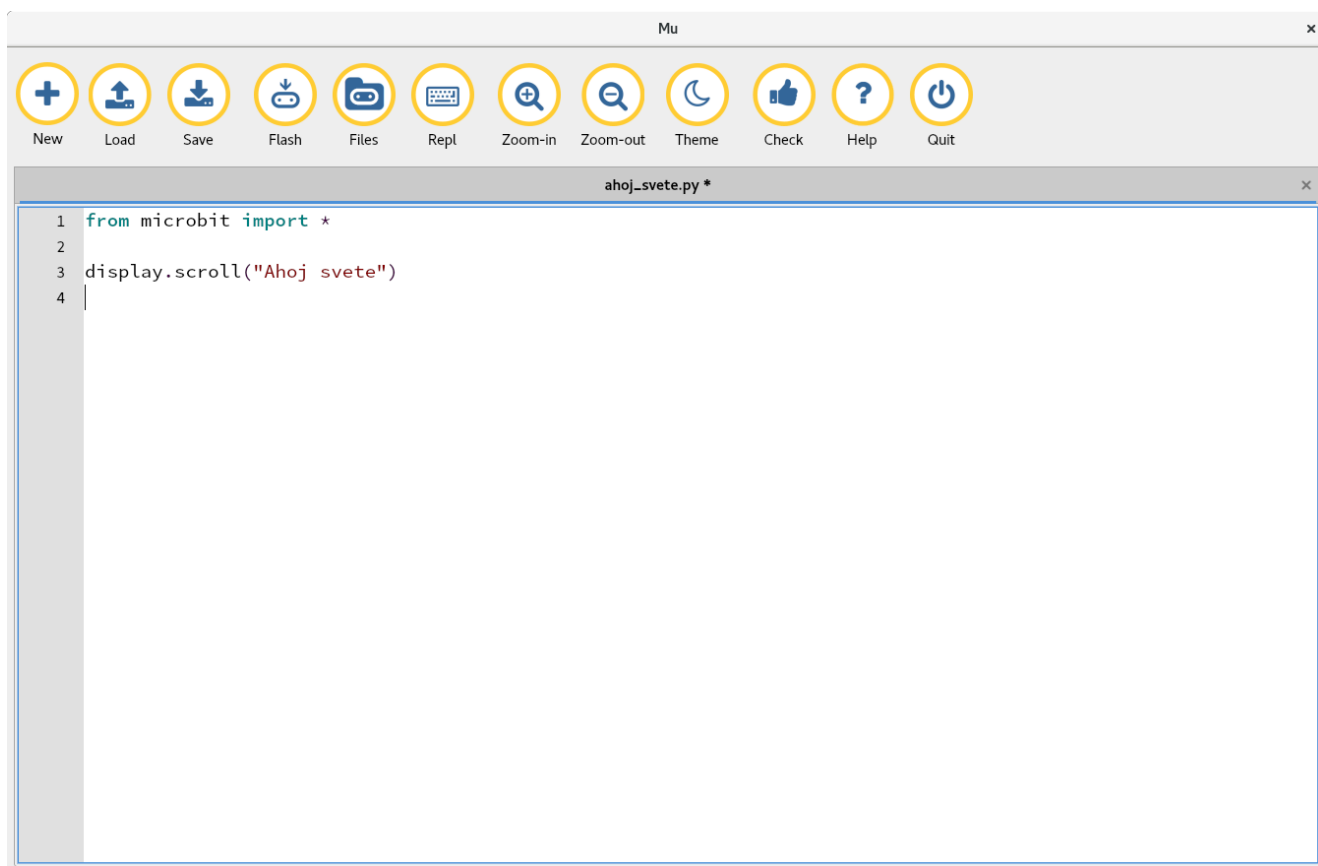 Mu
New Load Save Flash Files Repl Zoom-in Zoom-out Theme Check Help Quit
ahoj_svete.py *
1 from microbit import *
2
3 display.scroll("Ahoj svete")
4